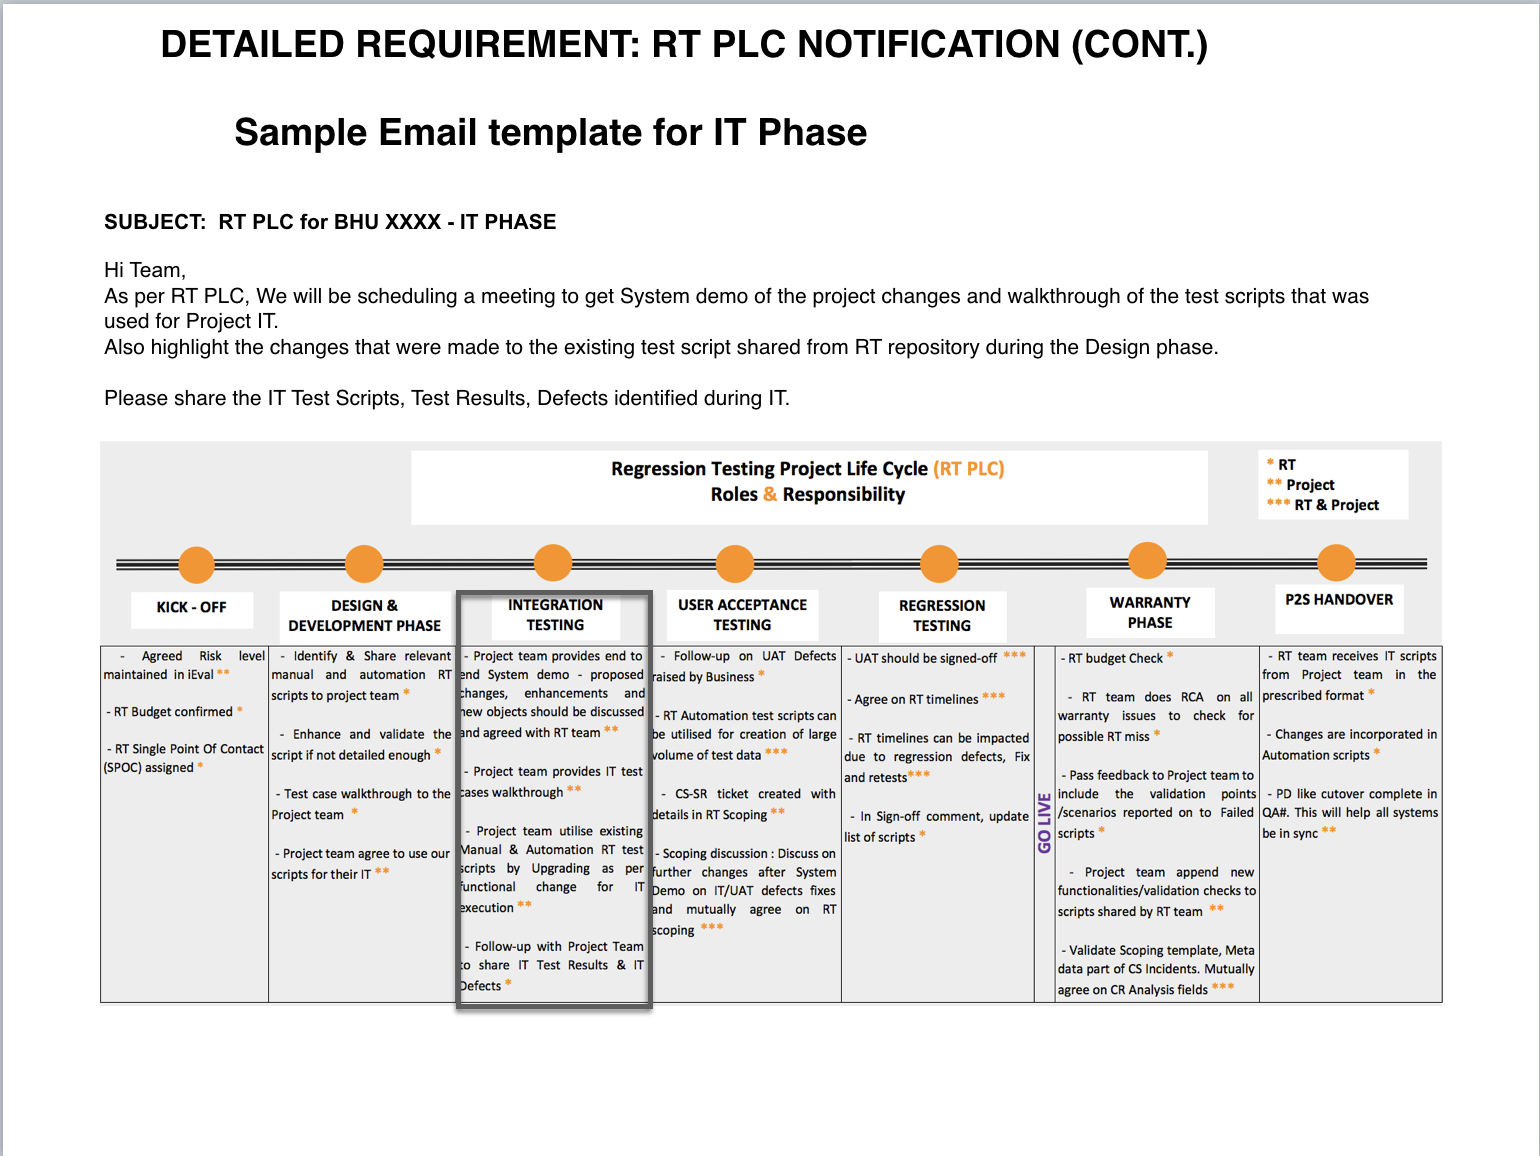 DETAILED REQUIREMENT: RT PLC NOTIFICATION (CONT.)
Sample Email template for IT Phase
SUBJECT:  RT PLC for BHU XXXX - IT PHASE
Hi Team,
As per RT PLC, We will be scheduling a meeting to get System demo of the project changes and walkthrough of the test scripts that was
used for Project IT.
Also highlight the changes that were made to the existing test script shared from RT repository during the Design phase.
Please share the IT Test Scripts, Test Results, Defects identified during IT.
Regression Testing Project Life Cycle (RT PLC)
Roles & Responsibility
* RT
** Project
*** RT & Project
KICK - OFF
- Agreed Risk level
maintained in iEval **
- RT Budget confirmed *
- RT Single Point Of Contact
(SPOC) assigned *
DESIGN &
DEVELOPMENT PHASE
- Identify & Share relevant
manual and automation RT
scripts to project team *
- Enhance and validate the
script if not detailed enough *
- Test case walkthrough to the
Project team *
- Project team agree to use our
scripts for their IT **
INTEGRATION
TESTING
- Project team provides end to
end System demo - proposed
changes, enhancements and
new objects should be discussed
and agreed with RT team **
- Project team provides IT test
cases walkthrough **
- Project team utilise existing
Manual & Automation RT test
scripts by Upgrading as per
functional change for IT
execution **
- Follow-up with Project Team
to share IT Test Results & IT
Defects *
USER ACCEPTANCE
TESTING
- Follow-up on UAT Defects
raised by Business *
- RT Automation test scripts can
be utilised for creation of large
volume of test data ***
- CS-SR ticket created with
details in RT Scoping **
- Scoping discussion : Discuss on
further changes after System
Demo on IT/UAT defects fixes
and mutually agree on RT
scoping ***
REGRESSION
TESTING
- UAT should be signed-off ***
- Agree on RT timelines ***
- RT timelines can be impacted
due to regression defects, Fix
and retests***
- In Sign-off comment, update
list of scripts *
GO LIVE
WARRANTY
PHASE
- RT budget Check *
- RT team does RCA on all
warranty issues to check for
possible RT miss *
- Pass feedback to Project team to
include the validation points
/scenarios reported on to Failed
scripts *
- Project team append new
functionalities/validation checks to
scripts shared by RT team **
- Validate Scoping template, Meta
data part of CS Incidents. Mutually
agree on CR Analysis fields ***
P2S HANDOVER
- RT team receives IT scripts
from Project team in the
prescribed format *
- Changes are incorporated in
Automation scripts *
- PD like cutover complete in
QA#. This will help all systems
be in sync **